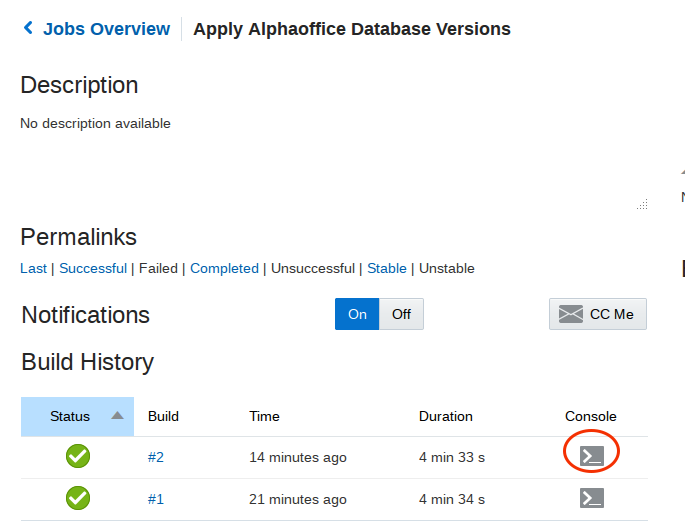 Jobs Overview Apply Alphaoffice Database Versions
Description
No description available
Permalinks
Last | Successful | Failed | Completed | Unsuccessful | Stable | Unstable
Notifications On Off CC Me
Build History
Status Build Time Duration Console
#2 14 minutes ago 4 min 33 s
#1 21 minutes ago 4 min 34 s